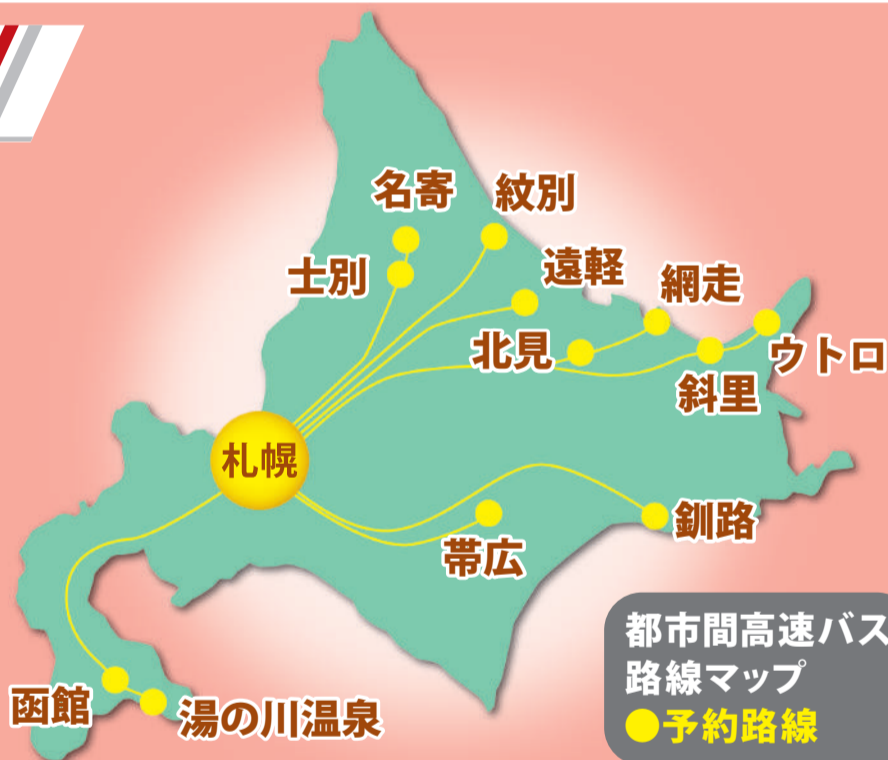 名寄
紋別
士別
遠軽
網走
北見
ウトロ
斜里
札幌
釧路
帯広
函館
湯の川温泉
都市間高速バス
路線マップ
●予約路線